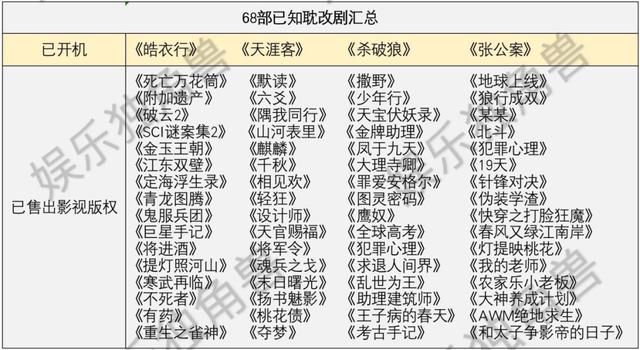 68部已知耽改剧汇总
已开机 《皓衣行》 《天涯客》 《杀破狼》 《张公案》
已售出影视版权
《死亡万花筒》 《默读》 《撒野》 《地球上线》
《附加遗产》 《六爻》 《少年行》 《狼行成双》
《破云2》 《隅我同行》 《天宝伏妖录》 《某某》
《SCI谜案集2》 《山河表里》 《金牌助理》 《北斗》
《金玉王朝》 《麒麟》 《凤于九天》 《犯罪心理》
《江东双璧》 《千秋》 《大理寺卿》 《19天》
《定海浮生录》 《相见欢》 《罪爱安格尔》 《针锋对决》
《青龙图腾》 《轻狂》 《图灵密码》 《伪装学渣》
《鬼服兵团》 《设计师》 《鹰奴》 《快穿之打脸狂魔》
《巨星手记》 《天官赐福》 《全球高考》 《春风又绿江南岸》
《将进酒》 《将军令》 《犯罪心理》 《灯提映桃花》
《提灯照河山》 《魂兵之戈》 《求退人间界》 《我的老师》
《寒武再临》 《末日曙光》 《乱世为王》 《农家乐小老板》
《不死者》 《扬书魅影》 《助理建筑师》 《大神养成计划》
《有药》 《桃花债》 《王子病的春天》 《AWM绝地求生》
《重生之雀神》 《夺梦》 《考古手记》 《和太子争影帝的日子》
娱乐独角兽
娱乐独角兽
娱乐独角兽